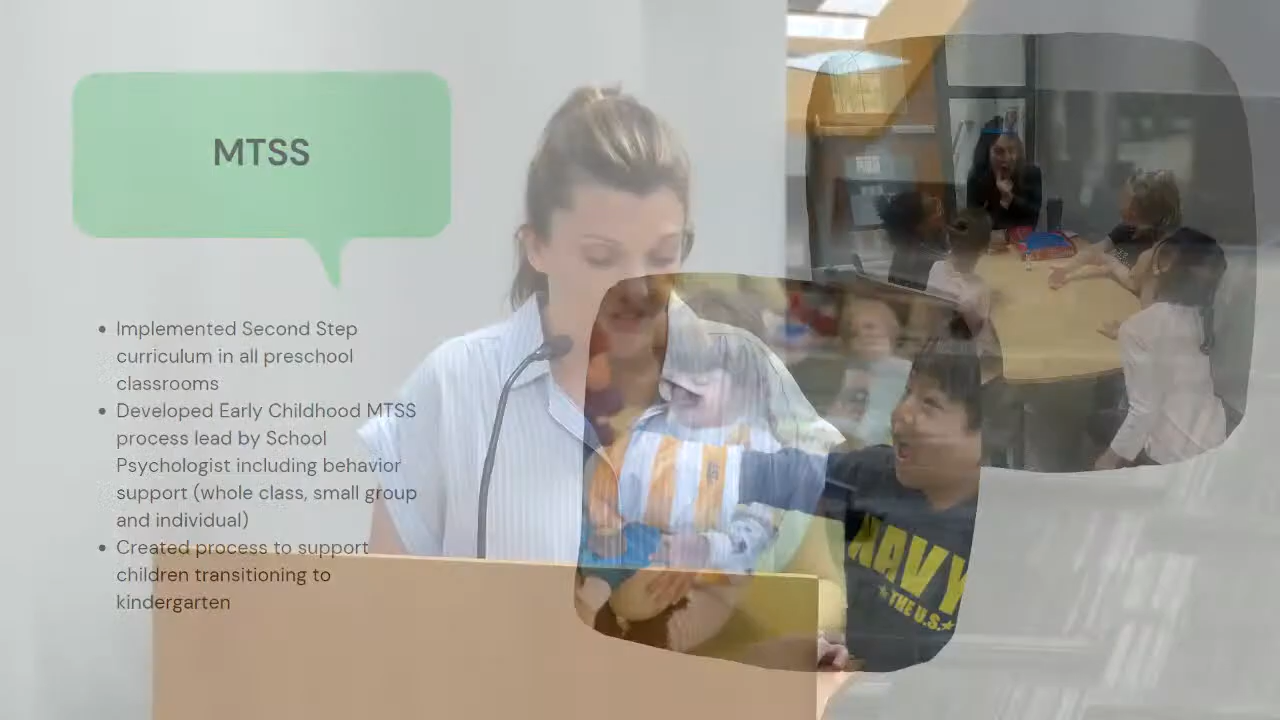 MTSS
• Implemented Second Step
curriculum in all preschool
classrooms
• Developed Early Childhood MTSS
process lead by School
Psychologist including behavior
support (whole class, small group
and individual)
• Created process to support
children transitioning to
kindergarten
NAVY
★THE U.S.★